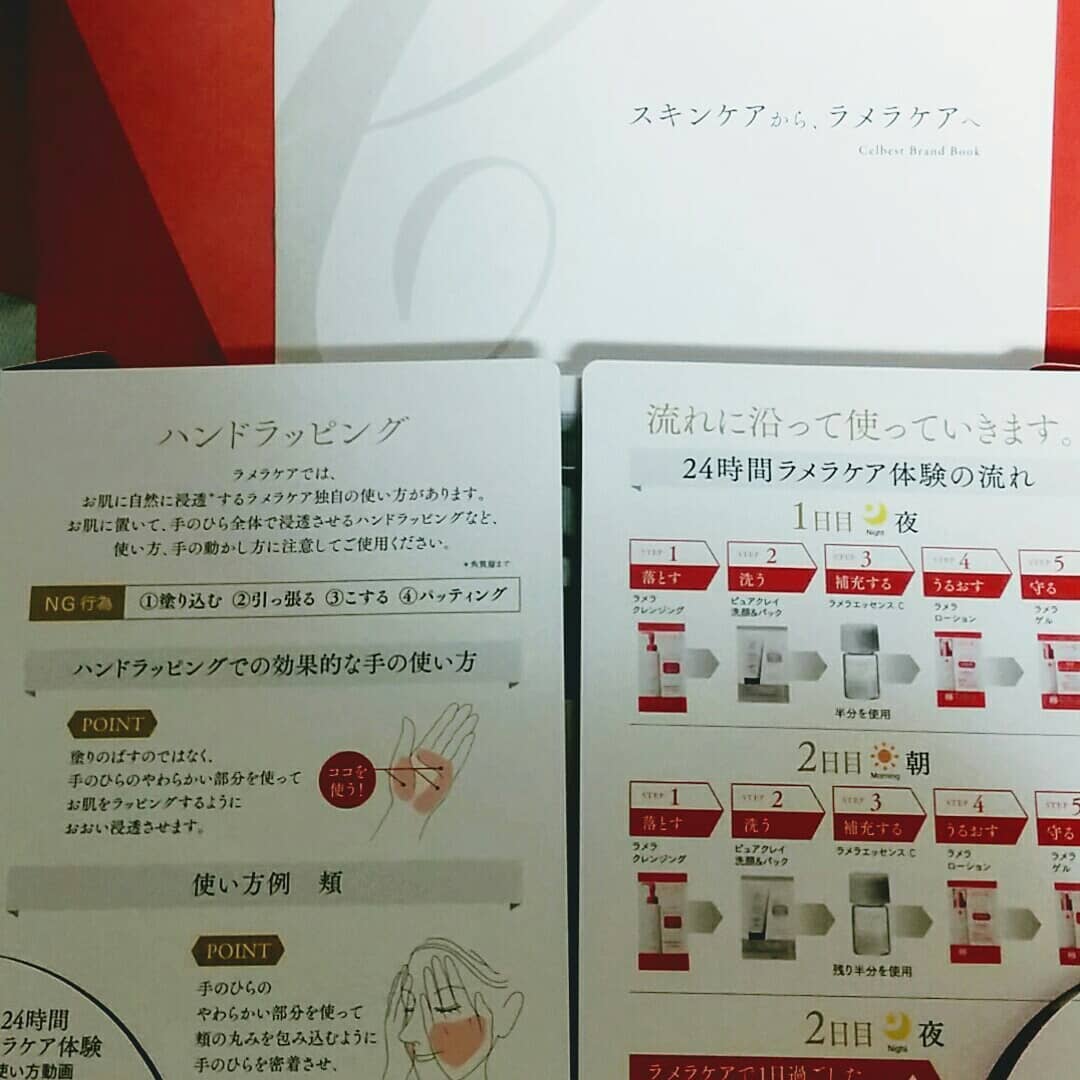 スキンケアから、ラメラケアへ
Celbest Brand Book
ハンドラッピング
ラメラケアでは、
お肌に自然に浸透*するラメラケア独自の使い方があります。
お肌に置いて、手のひら全体で浸透させるハンドラッピングなど、
使い方、手の動かし方に注意してご使用ください。
*角質層まで
NG行為 ①塗り込む ②引っ張る ③こする ④パッティング
ハンドラッピングでの効果的な手の使い方
POINT
塗りのばすのではなく、
手のひらのやわらかい部分を使って
お肌をラッピングするように
おおい浸透させます。
ココを
使う!
使い方例 頬
POINT
手のひらの
やわらかい部分を使って
頬の丸みを包み込むように
手のひらを密着させ、
24時間
ラケア体験
使い方動画
流れに沿って使っていきます。
24時間ラメラケア体験の流れ
1日目 Night 夜
STEP 1 STEP 2 STEP 3 STEP 4 STEP 5
落とす 洗う 補充する うるおす 守る
ラメラ
クレンジング
ピュアクレイ
洗顔&パック
ラメラエッセンス C
ラメラ
ローション
ラメラ
ゲル
半分を使用
2日目 Morning 朝
STEP 1 STEP 2 STEP 3 STEP 4 STEP 5
落とす 洗う 補充する うるおす 守る
ラメラ
クレンジング
ピュアクレイ
洗顔&パック
ラメラエッセンス C
ラメラ
ローション
ラメラ
ゲル
残り半分を使用
2日目 Night 夜
ラメラケアで1日過ごした